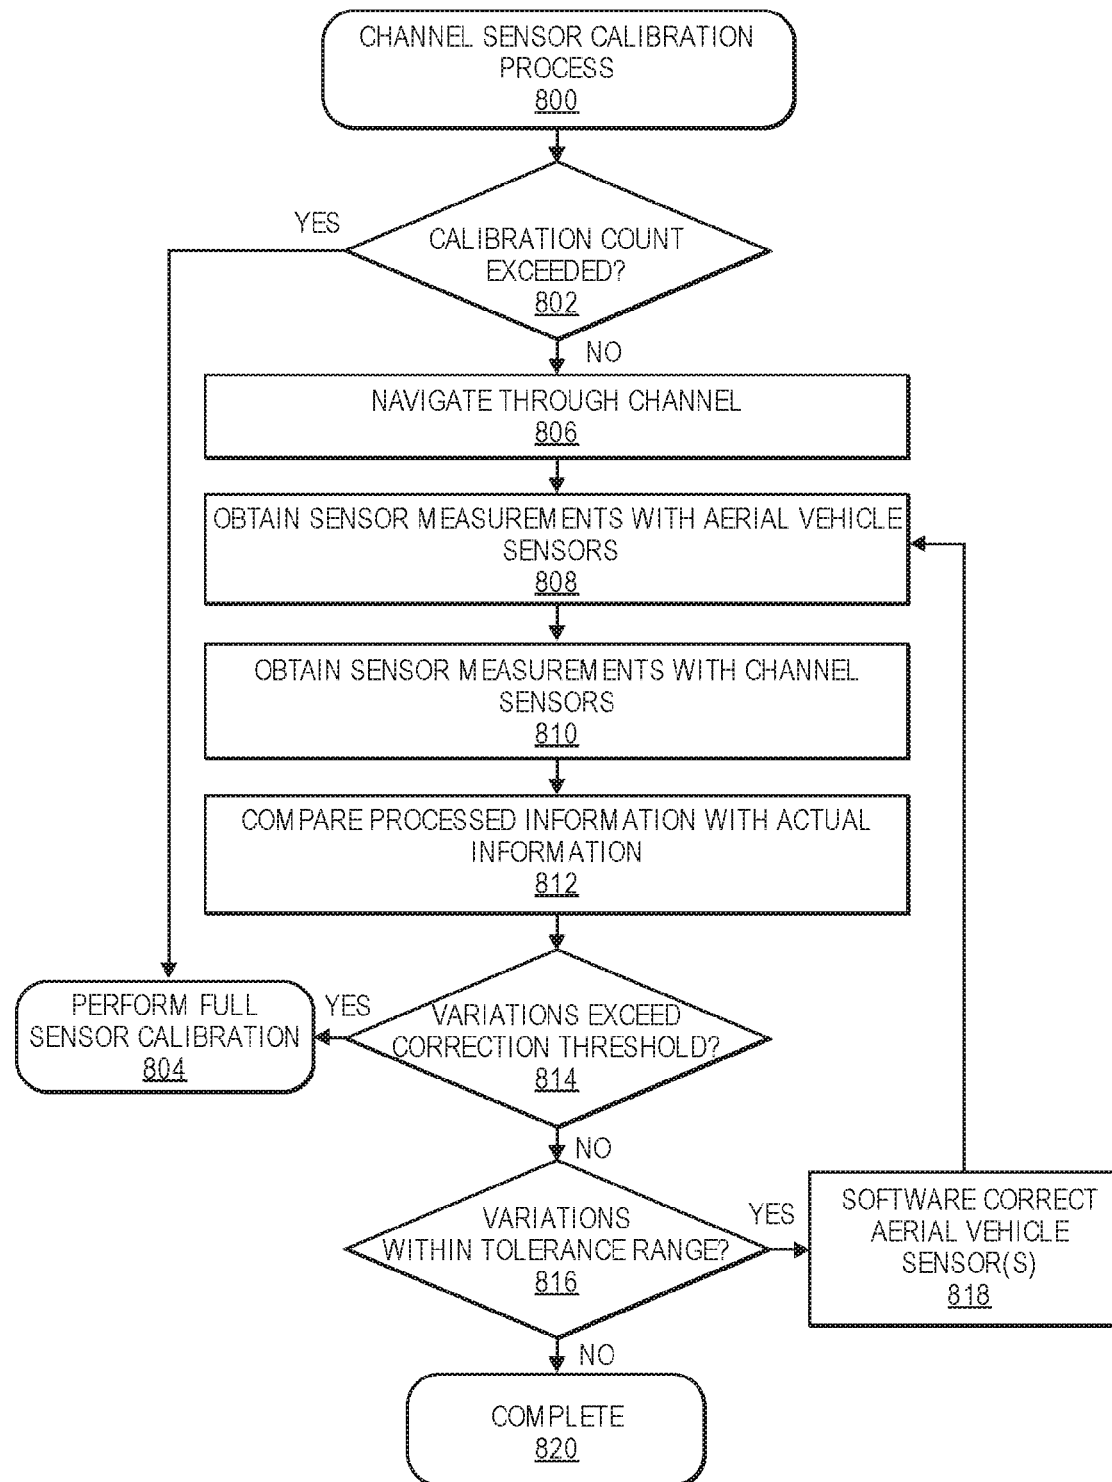 CHANNEL SENSOR CALIBRATION
PROCESS
800
YES
CALIBRATION COUNT
EXCEEDED?
802
NO
NAVIGATE THROUGH CHANNEL
806
OBTAIN SENSOR MEASUREMENTS WITH AERIAL VEHICLE
SENSORS
808
OBTAIN SENSOR MEASUREMENTS WITH CHANNEL
SENSORS
810
COMPARE PROCESSED INFORMATION WITH ACTUAL
INFORMATION
812
PERFORM FULL
SENSOR CALIBRATION
804
YES
VARIATIONS EXCEED
CORRECTION THRESHOLD?
814
NO
VARIATIONS
WITHIN TOLERANCE RANGE?
816
YES
SOFTWARE CORRECT
AERIAL VEHICLE
SENSOR(S)
818
NO
COMPLETE
820